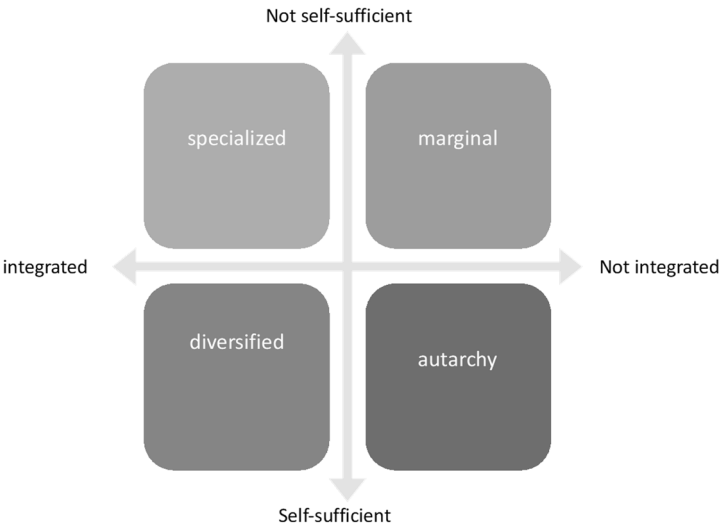 Not self-sufficient
specialized
marginal
integrated
Not integrated
diversified
autarchy
Self-sufficient